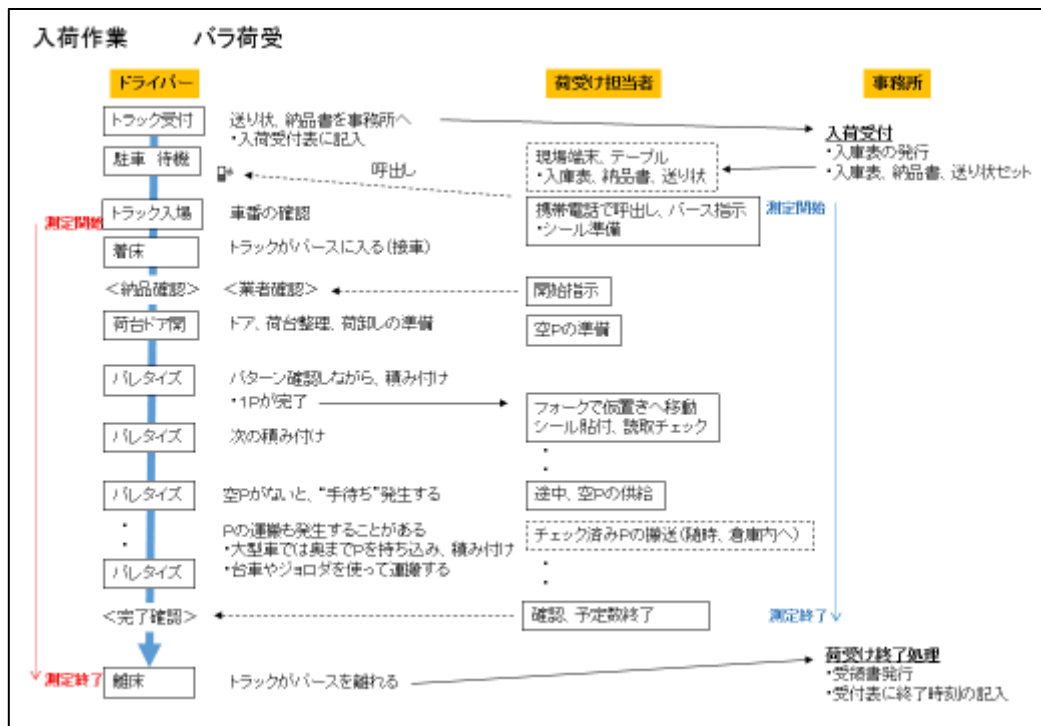 入荷作業 バラ荷受
ドライバー 荷受け担当者 事務所
トラック受付 送り状、納品書を事務所へ
・入荷受付表に記入
入荷受付
・入庫表の発行
・入庫表、納品書、送り状セット
駐車 待機 呼出し
現場端末、テーブル
・入庫表、納品書、送り状
測定開始 トラック入場 車番の確認
携帯電話で呼出し、バース指示
・シール準備
測定開始
着床 トラックがバースに入る(接車)
<納品確認> <業者確認> 開始指示
荷台ドア開 ドア、荷台整理、荷卸しの準備 空Pの準備
パレタイズ パターン確認しながら、積み付け
・1Pが完了
フォークで仮置きへ移動
シール貼付、読取チェック
パレタイズ 次の積み付け
・
・
パレタイズ 空Pがないと、“手待ち”発生する 途中、空Pの供給
・
・
Pの運搬も発生することがある
・大型車では奥までPを持ち込み、積み付け
・台車やジョロダを使って運搬する
チェック済みPの搬送(随時、倉庫内へ)
・
・
パレタイズ
<完了確認> 確認、予定数終了 測定終了
測定終了 離床 トラックがバースを離れる
荷受け終了処理
・受領書発行
・受付表に終了時刻の記入